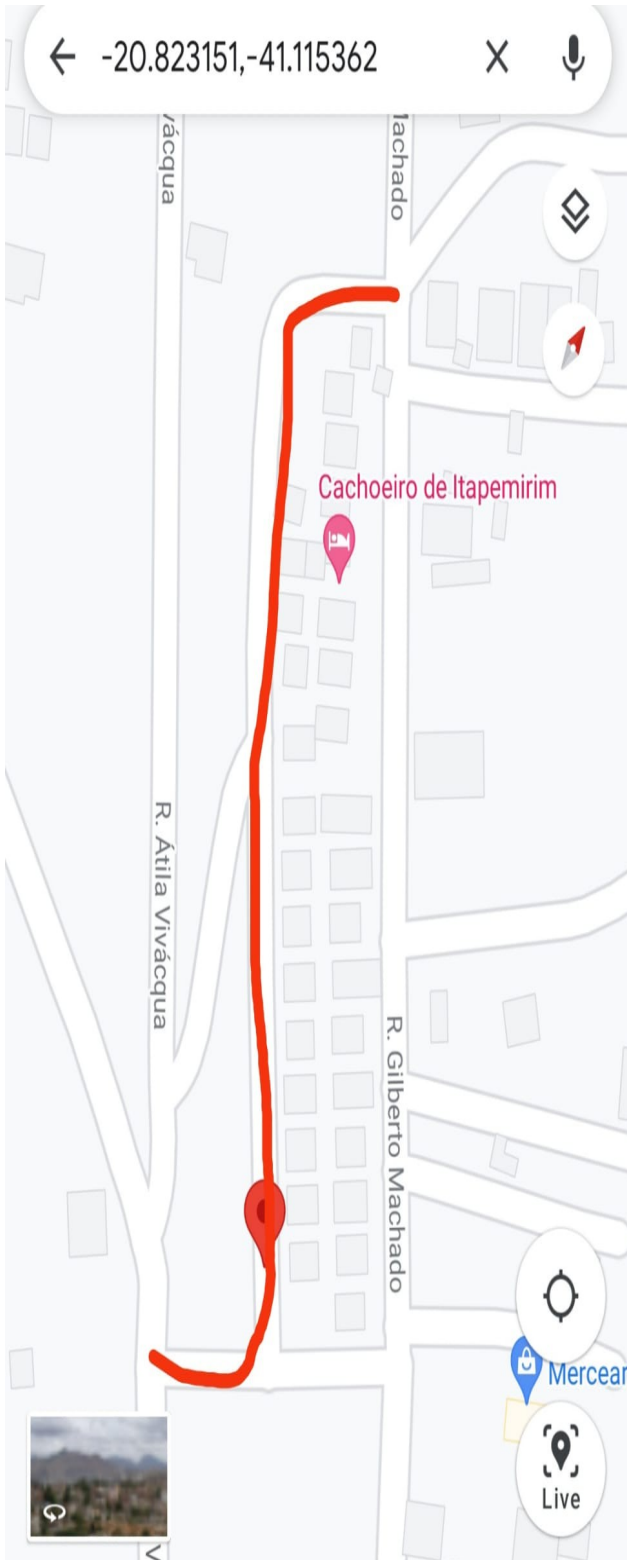 -20.823151,-41.115362
vácqua
Machado
Cachoeiro de Itapemirim
R. Átila Vivácqua
R. Gilberto Machado
Mercear
Live
V